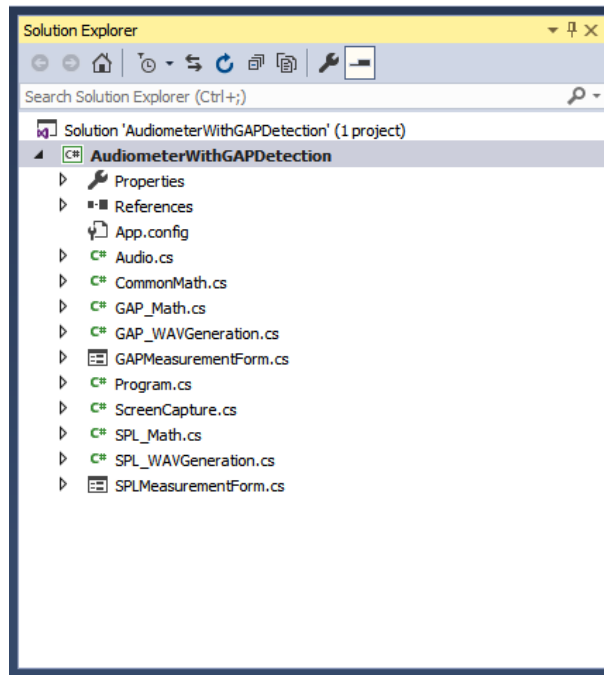 Solution Explorer
Search Solution Explorer (Ctrl+;)
Solution 'AudiometerWithGAPDetection' (1 project)
C# AudiometerWithGAPDetection
Properties
References
App.config
C# Audio.cs
C# CommonMath.cs
C# GAP_Math.cs
C# GAP_WAVGeneration.cs
GAPMeasurementForm.cs
C# Program.cs
C# ScreenCapture.cs
C# SPL_Math.cs
C# SPL_WAVGeneration.cs
SPLMeasurementForm.cs